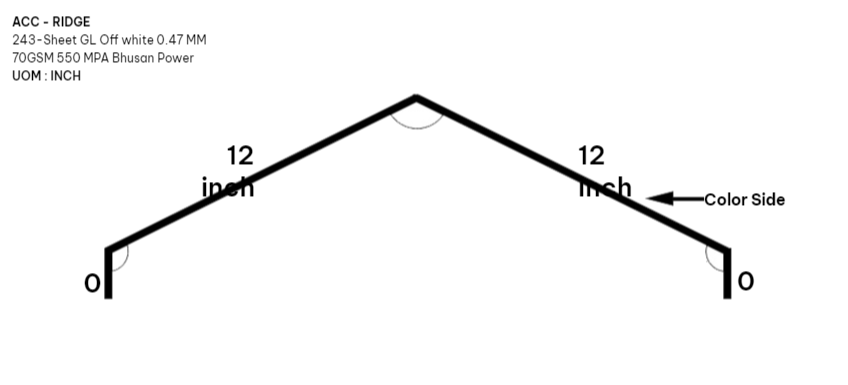 ACC - RIDGE
243-Sheet GL Off white 0.47 MM
70GSM 550 MPA Bhusan Power
UOM : INCH
12
inch
12
inch
Color Side
0
0